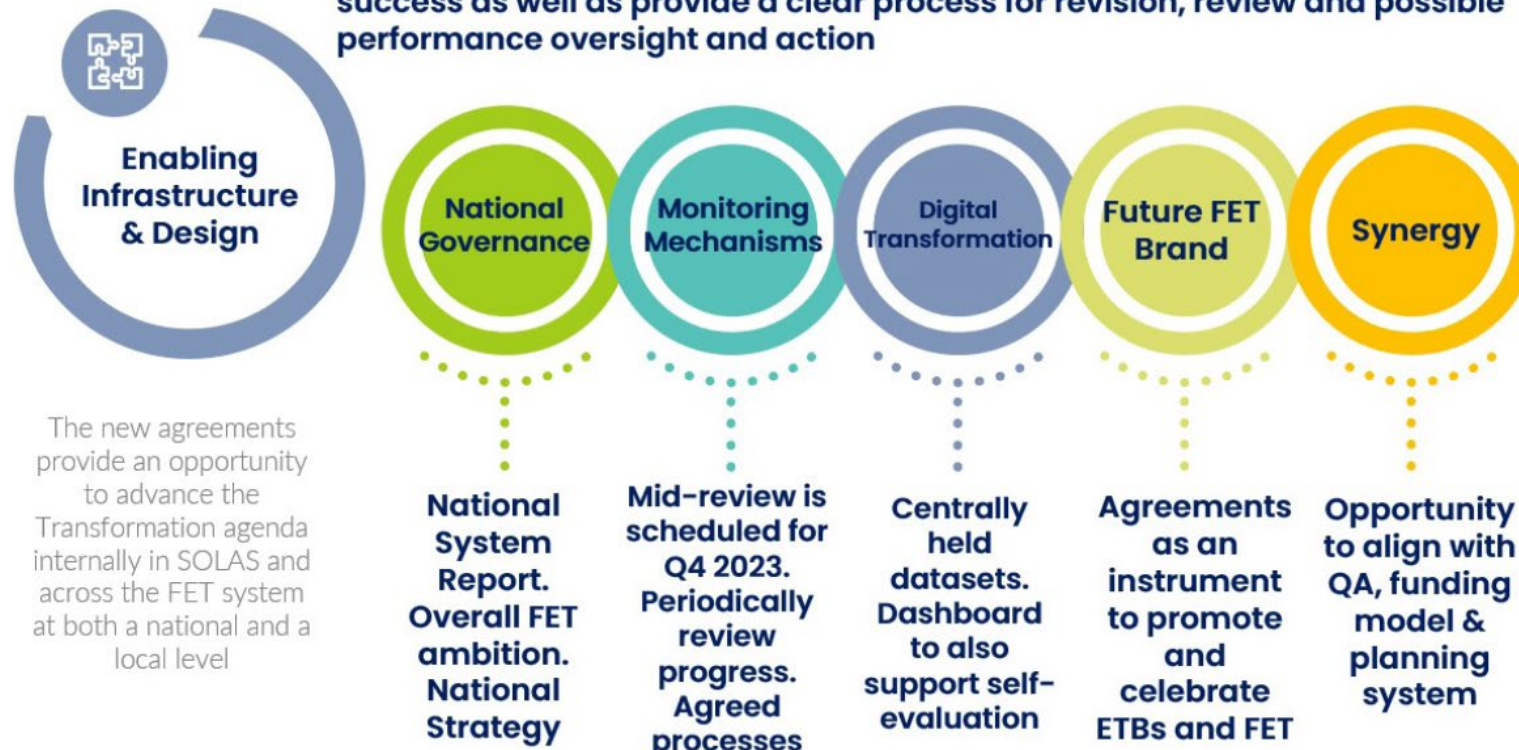 success as well as provide a clear process for revision, review and possible
performance oversight and action
Enabling
Infrastructure
& Design
The new agreements
provide an opportunity
to advance the
Transformation agenda
internally in SOLAS and
across the FET system
at both a national and a
local level
National
Governance
National
System
Report.
Overall FET
ambition.
National
Strategy
Monitoring
Mechanisms
Mid-review is
scheduled for
Q4 2023.
Periodically
review
progress.
Agreed
processes
Digital
Transformation
Centrally
held
datasets.
Dashboard
to also
support self-
evaluation
Future FET
Brand
Agreements
as an
instrument
to promote
and
celebrate
ETBs and FET
Synergy
Opportunity
to align with
QA, funding
model &
planning
system